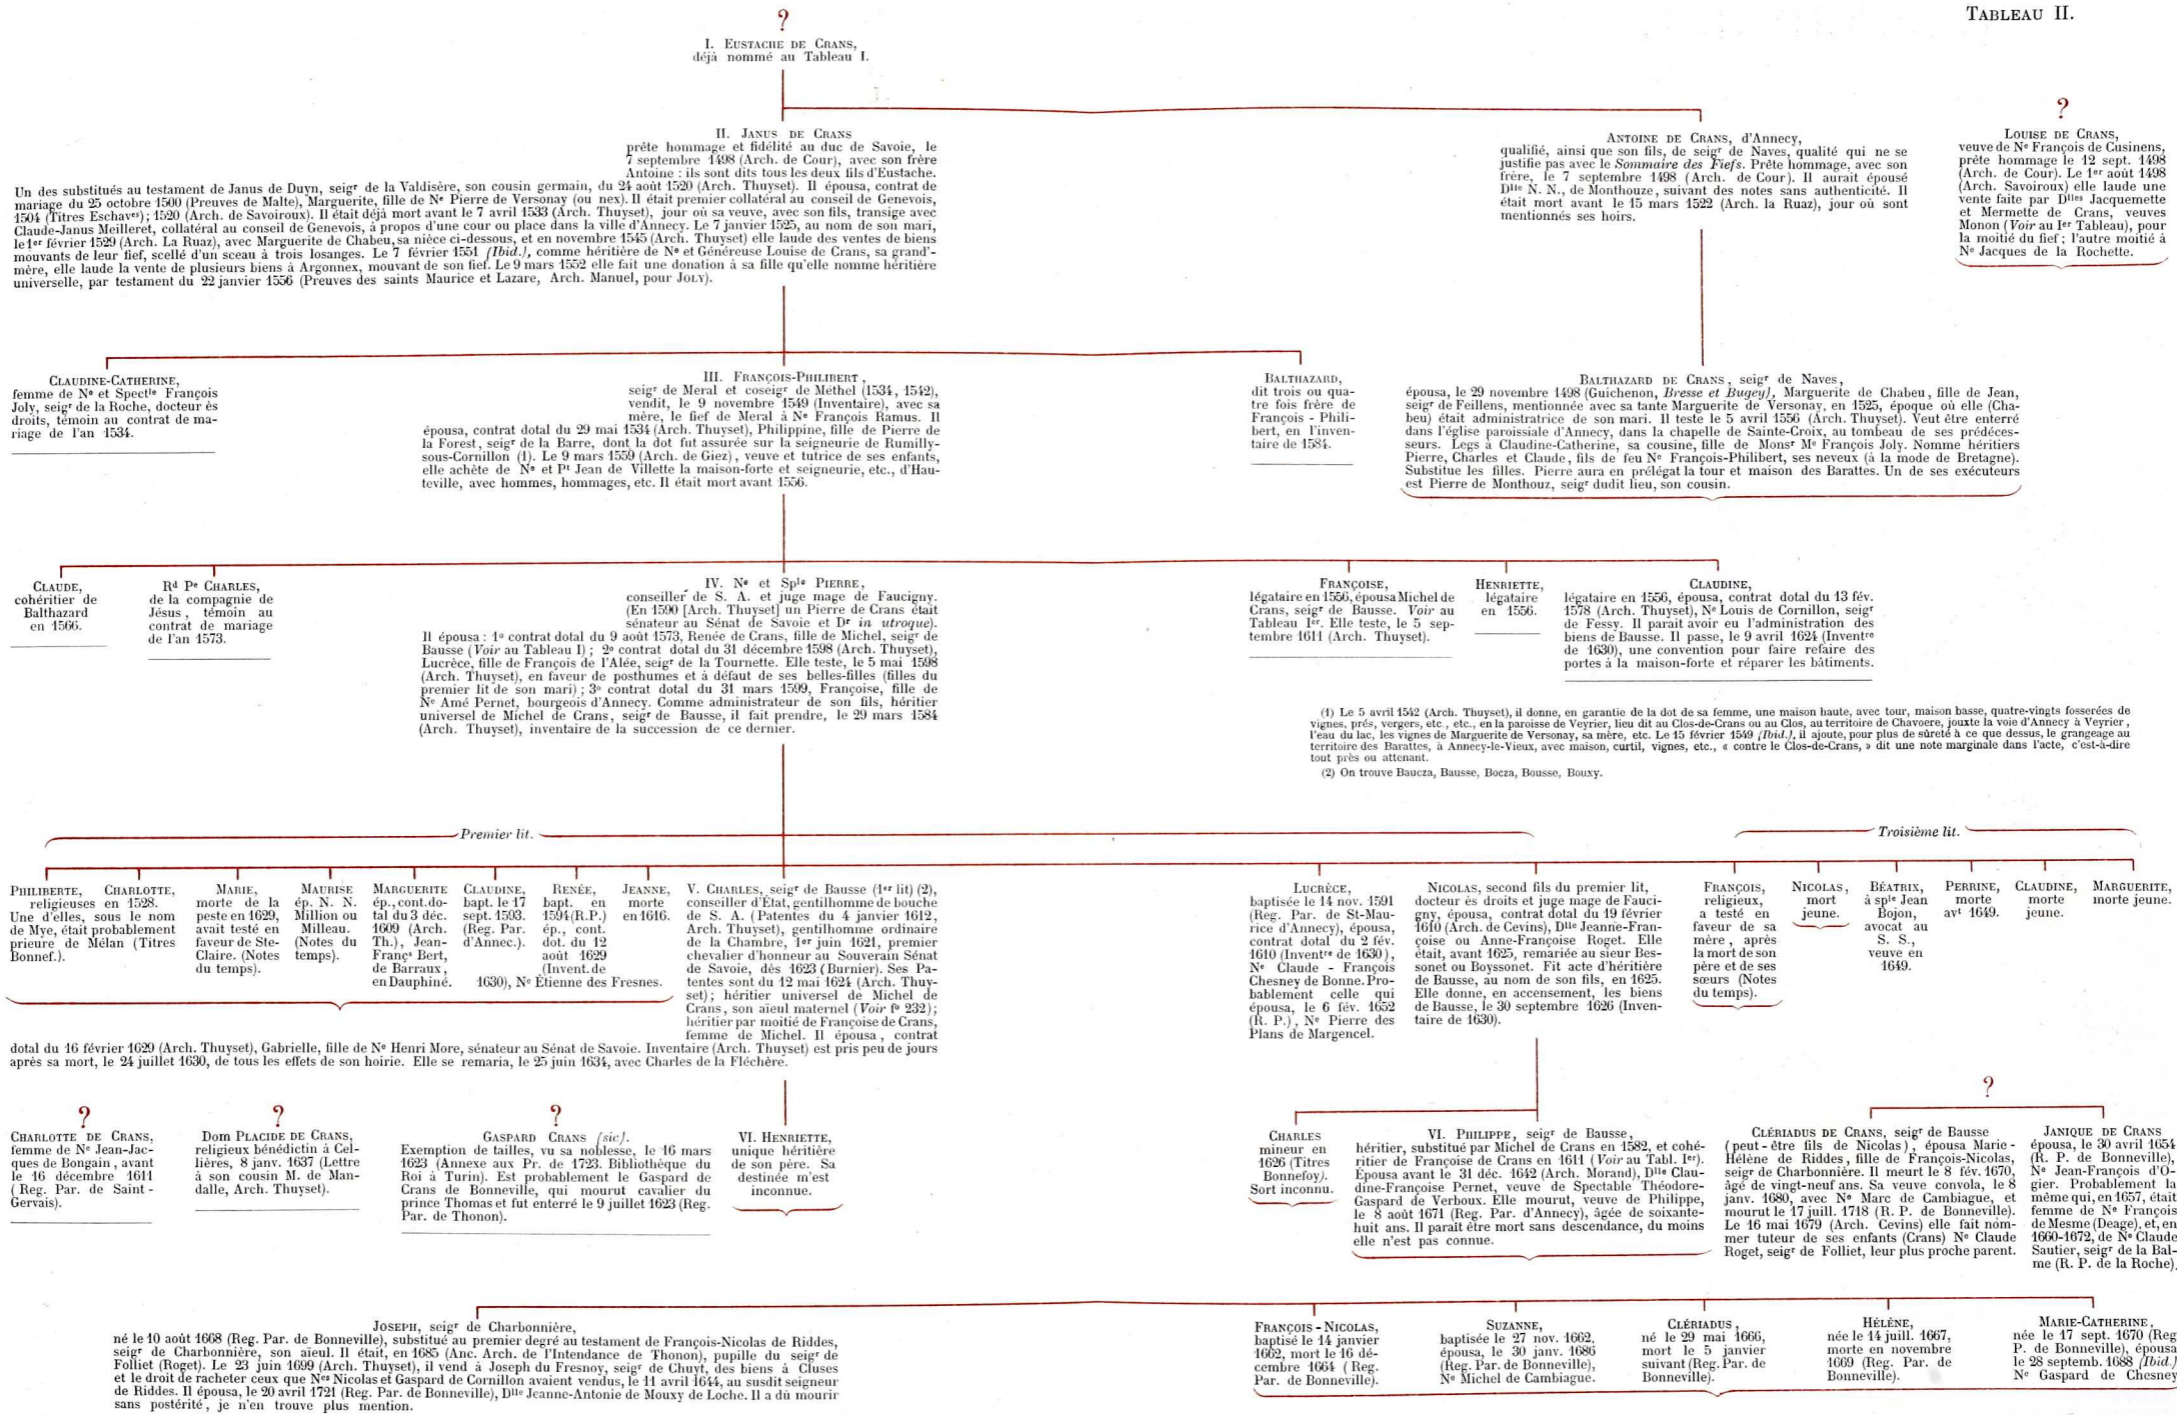 TABLEAU II.
?
I. EUSTACHE DE CRANS,
déjà nommé au Tableau I.
II. JANUS DE CRANS
prête hommage et fidélité au duc de Savoie, le
7 septembre 1498 (Arch. de Cour), avec son frère
Antoine : ils sont dits tous les deux fils d'Eustache.
Un des substitués au testament de Janus de Duyn, seigr de la Valdisère, son cousin germain, du 24 août 1520 (Arch. Thuyset). Il épousa, contrat de
mariage du 25 octobre 1500 (Preuves de Malte), Marguerite, fille de Ne Pierre de Versonay (ou nex). Il était premier collatéral au conseil de Genevois,
1504 (Titres Eschaves); 1520 (Arch. de Savoiroux). Il était déjà mort avant le 7 avril 1533 (Arch. Thuyset), jour où sa veuve, avec son fils, transige avec
Claude-Janus Meilleret, collatéral au conseil de Genevois, à propos d'une cour ou place dans la ville d'Annecy. Le 7 janvier 1525, au nom de son mari,
le 1er février 1529 (Arch. La Ruaz), avec Marguerite de Chabeu, sa nièce ci-dessous, et en novembre 1545 (Arch. Thuyset) elle laude des ventes de biens
mouvants de leur fief, scellé d'un sceau à trois losanges. Le 7 février 1551 (Ibid.), comme héritière de Ne et Généreuse Louise de Crans, sa grand'-
mère, elle laude la vente de plusieurs biens à Argonnex, mouvant de son fief. Le 9 mars 1552 elle fait une donation à sa fille qu'elle nomme héritière
universelle, par testament du 22 janvier 1556 (Preuves des saints Maurice et Lazare, Arch. Manuel, pour JOLY).
ANTOINE DE CRANS, d'Annecy,
qualifié, ainsi que son fils, de seigr de Naves, qualité qui ne se
justifie pas avec le Sommaire des Fiefs. Prête hommage, avec son
frère, le 7 septembre 1498 (Arch. de Cour). Il aurait épousé
Dlle N. N., de Monthouze, suivant des notes sans authenticité. Il
était mort avant le 15 mars 1522 (Arch. la Ruaz), jour où sont
mentionnés ses hoirs.
?
LOUISE DE CRANS,
veuve de Ne François de Cusinens,
prête hommage le 12 sept. 1498
(Arch. de Cour). Le 1er août 1498
(Arch. Savoiroux) elle laude une
vente faite par Dlles Jacquemette
et Mermette de Crans, veuves
Monon (Voir au Ier Tableau), pour
la moitié du fief ; l'autre moitié à
Ne Jacques de la Rochette.
CLAUDINE-CATHERINE,
femme de Ne et Spectle François
Joly, seigr de la Roche, docteur ès
droits, témoin au contrat de ma-
riage de l'an 1534.
III. FRANÇOIS-PHILIBERT,
seigr de Meral et coseigr de Méthel (1534, 1542),
vendit, le 9 novembre 1549 (Inventaire), avec sa
mère, le fief de Meral à Ne François Ramus. Il
épousa, contrat dotal du 29 mai 1534 (Arch. Thuyset), Philippine, fille de Pierre de
la Forest, seigr de la Barre, dont la dot fut assurée sur la seigneurie de Rumilly-
sous-Cornillon (1). Le 9 mars 1559 (Arch. de Giez), veuve et tutrice de ses enfants,
elle achète de Ne et Pt Jean de Villette la maison-forte et seigneurie, etc., d'Hau-
teville, avec hommes, hommages, etc. Il était mort avant 1556.
BALTHAZARD,
dit trois ou qua-
tre fois frère de
François - Phili-
bert, en l'inven-
taire de 1584.
BALTHAZARD DE CRANS, seigr de Naves,
épousa, le 29 novembre 1498 (Guichenon, Bresse et Bugey), Marguerite de Chabeu, fille de Jean,
seigr de Feillens, mentionnée avec sa tante Marguerite de Versonay, en 1525, époque où elle (Cha-
beu) était administratrice de son mari. Il teste le 5 avril 1556 (Arch. Thuyset). Veut être enterré
dans l'église paroissiale d'Annecy, dans la chapelle de Sainte-Croix, au tombeau de ses prédéces-
seurs. Legs à Claudine-Catherine, sa cousine, fille de Monsr Me François Joly. Nomme héritiers
Pierre, Charles et Claude, fils de feu Ne François-Philibert, ses neveux (à la mode de Bretagne).
Substitue les filles. Pierre aura en prélégat la tour et maison des Barattes. Un de ses exécuteurs
est Pierre de Monthouz, seigr dudit lieu, son cousin.
CLAUDE,
cohéritier de
Balthazard
en 1566.
Rd Pe CHARLES,
de la compagnie de
Jésus, témoin au
contrat de mariage
de l'an 1573.
IV. Ne et Sple PIERRE,
conseiller de S. A. et juge mage de Faucigny.
(En 1590 [Arch. Thuyset] un Pierre de Crans était
sénateur au Sénat de Savoie et Dr in utroque).
Il épousa : 1o contrat dotal du 9 août 1573, Renée de Crans, fille de Michel, seigr de
Bausse (Voir au Tableau I) ; 2o contrat dotal du 31 décembre 1598 (Arch. Thuyset),
Lucrèce, fille de François de l'Alée, seigr de la Tournette. Elle teste, le 5 mai 1598
(Arch. Thuyset), en faveur de posthumes et à défaut de ses belles-filles (filles du
premier lit de son mari) ; 3o contrat dotal du 31 mars 1599, Françoise, fille de
Ne Amé Pernet, bourgeois d'Annecy. Comme administrateur de son fils, héritier
universel de Michel de Crans, seigr de Bausse, il fait prendre, le 29 mars 1584
(Arch. Thuyset), inventaire de la succession de ce dernier.
FRANÇOISE,
légataire en 1556, épousa Michel de
Crans, seigr de Bausse. Voir au
Tableau Ier. Elle teste, le 5 sep-
tembre 1611 (Arch. Thuyset).
HENRIETTE,
légataire
en 1556.
CLAUDINE,
légataire en 1556, épousa, contrat dotal du 13 fév.
1578 (Arch. Thuyset), Ne Louis de Cornillon, seigr
de Fessy. Il parait avoir eu l'administration des
biens de Bausse. Il passe, le 9 avril 1624 (Inventre
de 1630), une convention pour faire refaire des
portes à la maison-forte et réparer les bâtiments.
(1) Le 5 avril 1542 (Arch. Thuyset), il donne, en garantie de la dot de sa femme, une maison haute, avec tour, maison basse, quatre-vingts fosserées de
vignes, prés, vergers, etc., etc., en la paroisse de Veyrier, lieu dit au Clos-de-Crans ou au Clos, au territoire de Chavoere, jouxte la voie d'Annecy à Veyrier,
l'eau du lac, les vignes de Marguerite de Versonay, sa mère, etc. Le 15 février 1549 (Ibid.), il ajoute, pour plus de sûreté à ce que dessus, le grangeage au
territoire des Barattes, à Annecy-le-Vieux, avec maison, curtil, vignes, etc., « contre le Clos-de-Crans, » dit une note marginale dans l'acte, c'est-à-dire
tout près ou attenant.
(2) On trouve Baucza, Bausse, Bocza, Bousse, Bouxy.
Premier lit.
Troisième lit.
PHILIBERTE, CHARLOTTE,
religieuses en 1528.
Une d'elles, sous le nom
de Mye, était probablement
prieure de Mélan (Titres
Bonnef.).
MARIE,
morte de la
peste en 1629,
avait testé en
faveur de Ste-
Claire. (Notes
du temps).
MAURISE
ép. N. N.
Million ou
Milleau.
(Notes du
temps).
MARGUERITE
ép., cont. do-
tal du 3 déc.
1609 (Arch.
Th.), Jean-
Françs Bert,
de Barraux,
en Dauphiné.
CLAUDINE,
bapt. le 17
sept. 1593.
(Reg. Par.
d'Annec.).
RENÉE,
bapt. en
1594 (R.P.)
ép., cont.
dot. du 12
août 1629
(Invent. de
1630), Ne Étienne des Fresnes.
JEANNE,
morte
en 1616.
V. CHARLES, seigr de Bausse (1er lit) (2),
conseiller d'État, gentilhomme de bouche
de S. A. (Patentes du 4 janvier 1612,
Arch. Thuyset), gentilhomme ordinaire
de la Chambre, 1er juin 1621, premier
chevalier d'honneur au Souverain Sénat
de Savoie, dès 1623 (Burnier). Ses Pa-
tentes sont du 12 mai 1624 (Arch. Thuy-
set) ; héritier universel de Michel de
Crans, son aïeul maternel (Voir fo 232) ;
héritier par moitié de Françoise de Crans,
femme de Michel. Il épousa, contrat
dotal du 16 février 1629 (Arch. Thuyset), Gabrielle, fille de Ne Henri More, sénateur au Sénat de Savoie. Inventaire (Arch. Thuyset) est pris peu de jours
après sa mort, le 24 juillet 1630, de tous les effets de son hoirie. Elle se remaria, le 25 juin 1634, avec Charles de la Fléchère.
LUCRÈCE,
baptisée le 14 nov. 1591
(Reg. Par. de St-Mau-
rice d'Annecy), épousa,
contrat dotal du 2 fév.
1610 (Inventre de 1630),
Ne Claude - François
Chesney de Bonne. Pro-
bablement celle qui
épousa, le 6 fév. 1652
(R. P.), Ne Pierre des
Plans de Margencel.
NICOLAS, second fils du premier lit,
docteur ès droits et juge mage de Fauci-
gny, épousa, contrat dotal du 19 février
1610 (Arch. de Cevins), Dlle Jeanne-Fran-
çoise ou Anne-Françoise Roget. Elle
était, avant 1625, remariée au sieur Bes-
sonet ou Boyssonet. Fit acte d'héritière
de Bausse, au nom de son fils, en 1625.
Elle donne, en accensement, les biens
de Bausse, le 30 septembre 1626 (Inven-
taire de 1630).
FRANÇOIS,
religieux,
a testé en
faveur de sa
mère, après
la mort de son
père et de ses
sœurs (Notes
du temps).
NICOLAS,
mort
jeune.
BÉATRIX,
à sple Jean
Bojon,
avocat au
S. S.,
veuve en
1649.
PERRINE,
morte
avt 1649.
CLAUDINE,
morte
jeune.
MARGUERITE,
morte jeune.
?
CHARLOTTE DE CRANS,
femme de Ne Jean-Jac-
ques de Bongain, avant
le 16 décembre 1611
(Reg. Par. de Saint -
Gervais).
?
Dom PLACIDE DE CRANS,
religieux bénédictin à Cel-
lières, 8 janv. 1637 (Lettre
à son cousin M. de Man-
dalle, Arch. Thuyset).
?
GASPARD CRANS (sic).
Exemption de tailles, vu sa noblesse, le 16 mars
1623 (Annexe aux Pr. de 1723. Bibliothèque du
Roi à Turin). Est probablement le Gaspard de
Crans de Bonneville, qui mourut cavalier du
prince Thomas et fut enterré le 9 juillet 1623 (Reg.
Par. de Thonon).
VI. HENRIETTE,
unique héritière
de son père. Sa
destinée m'est
inconnue.
CHARLES
mineur en
1626 (Titres
Bonnefoy).
Sort inconnu.
VI. PHILIPPE, seigr de Bausse,
héritier, substitué par Michel de Crans en 1582, et cohé-
ritier de Françoise de Crans en 1611 (Voir au Tabl. Ier).
Épousa avant le 31 déc. 1642 (Arch. Morand), Dlle Clau-
dine-Françoise Pernet, veuve de Spectable Théodore-
Gaspard de Verboux. Elle mourut, veuve de Philippe,
le 8 août 1671 (Reg. Par. d'Annecy), âgée de soixante-
huit ans. Il paraît être mort sans descendance, du moins
elle n'est pas connue.
?
CLÉRIADUS DE CRANS, seigr de Bausse
(peut-être fils de Nicolas), épousa Marie-
Hélène de Riddes, fille de François-Nicolas,
seigr de Charbonnière. Il meurt le 8 fév. 1670,
âgé de vingt-neuf ans. Sa veuve convola, le 8
janv. 1680, avec Ne Marc de Cambiague, et
mourut le 17 juill. 1718 (R. P. de Bonneville).
Le 16 mai 1679 (Arch. Cevins) elle fait nom-
mer tuteur de ses enfants (Crans) Ne Claude
Roget, seigr de Folliet, leur plus proche parent.
JANIQUE DE CRANS
épousa, le 30 avril 1654
(R. P. de Bonneville),
Ne Jean-François d'O-
gier. Probablement la
même qui, en 1657, était
femme de Ne François
de Mesme (Deage), et, en
1660-1672, de Ne Claude
Sautier, seigr de la Bal-
me (R. P. de la Roche).
JOSEPH, seigr de Charbonnière,
né le 10 août 1668 (Reg. Par. de Bonneville), substitué au premier degré au testament de François-Nicolas de Riddes,
seigr de Charbonnière, son aïeul. Il était, en 1685 (Anc. Arch. de l'Intendance de Thonon), pupille du seigr de
Folliet (Roget). Le 23 juin 1699 (Arch. Thuyset), il vend à Joseph du Fresnoy, seigr de Chuyt, des biens à Cluses
et le droit de racheter ceux que Nes Nicolas et Gaspard de Cornillon avaient vendus, le 11 avril 1644, au susdit seigneur
de Riddes. Il épousa, le 20 avril 1721 (Reg. Par. de Bonneville), Dlle Jeanne-Antonie de Mouxy de Loche. Il a dû mourir
sans postérité, je n'en trouve plus mention.
FRANÇOIS - NICOLAS,
baptisé le 14 janvier
1662, mort le 16 dé-
cembre 1664 (Reg.
Par. de Bonneville).
SUZANNE,
baptisée le 27 nov. 1662,
épousa, le 30 janv. 1686
(Reg. Par. de Bonneville),
Ne Michel de Cambiague.
CLÉRIADUS,
né le 29 mai 1666,
mort le 5 janvier
suivant (Reg. Par. de
Bonneville).
HÉLÈNE,
née le 14 juill. 1667,
morte en novembre
1669 (Reg. Par. de
Bonneville).
MARIE-CATHERINE,
née le 17 sept. 1670 (Reg
P. de Bonneville), épousa
le 28 septemb. 1688 (Ibid.)
Ne Gaspard de Chesney